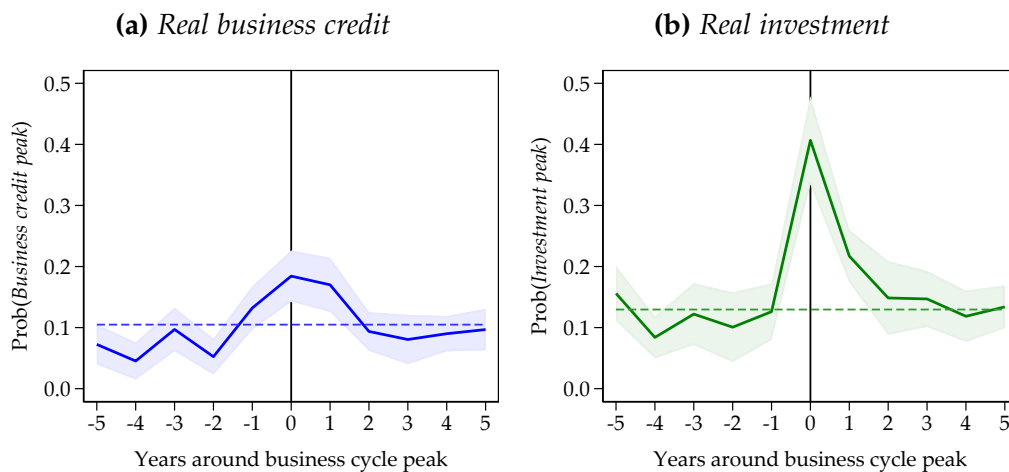 (a) Real business credit
Prob(Business credit peak)
0.5
0.4
0.3
0.2
0.1
0.0
-5 -4 -3 -2 -1 0 1 2 3 4 5
Years around business cycle peak
(b) Real investment
Prob(Investment peak)
0.5
0.4
0.3
0.2
0.1
0.0
-5 -4 -3 -2 -1 0 1 2 3 4 5
Years around business cycle peak